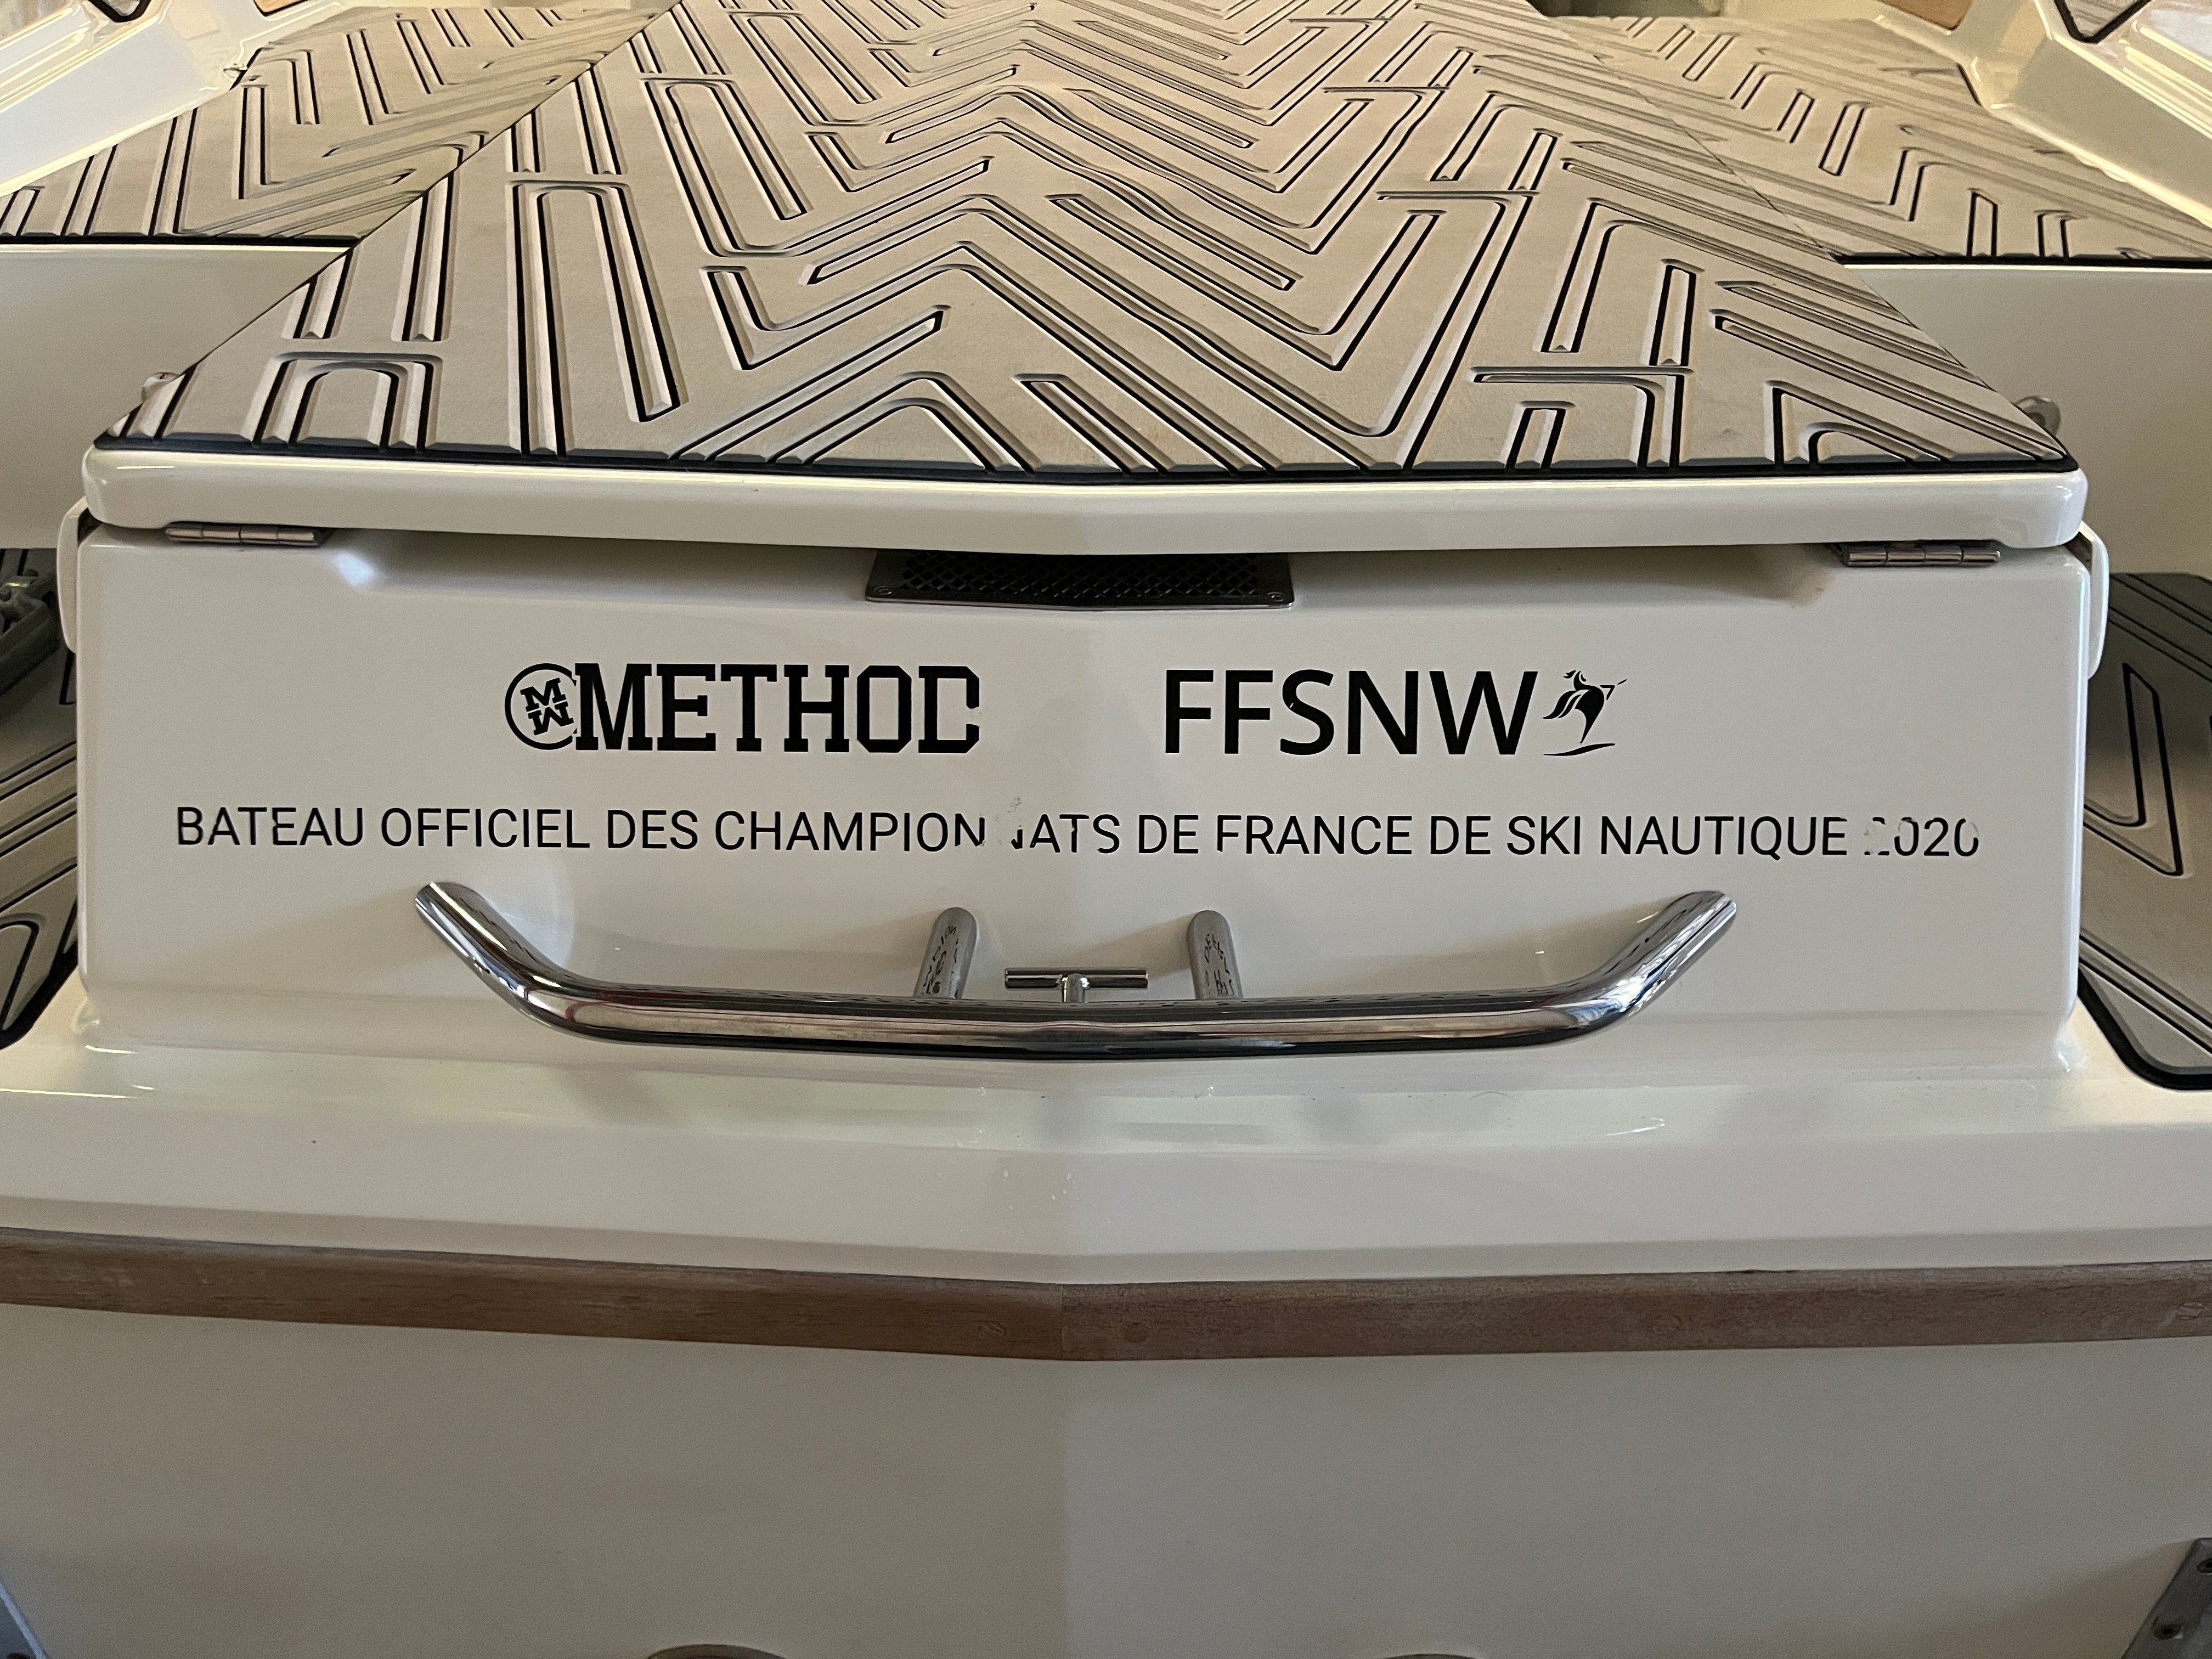 METHOD FFSNW
BATEAU OFFICIEL DES CHAMPIONNATS DE FRANCE DE SKI NAUTIQUE 2020